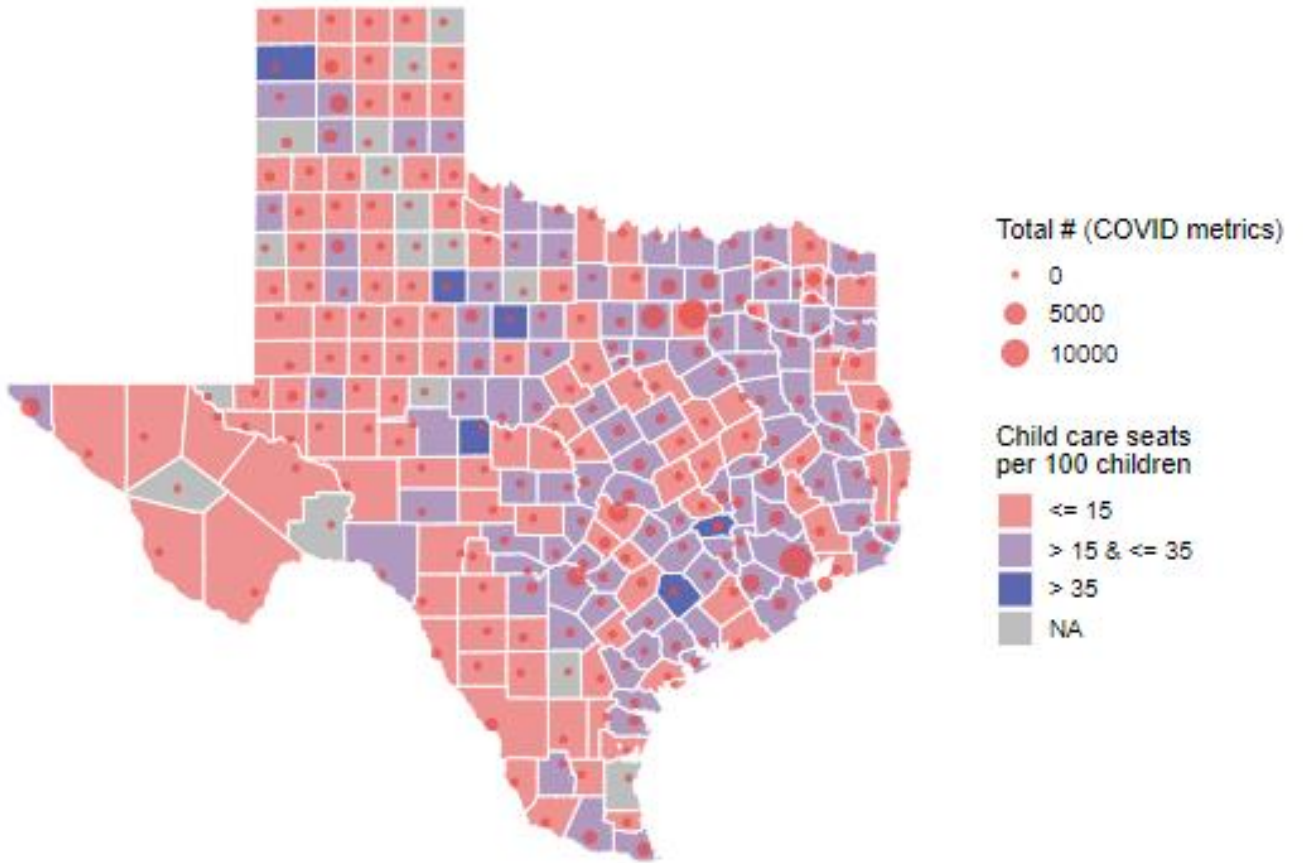 Total # (COVID metrics)
0
5000
10000
Child care seats
per 100 children
<= 15
> 15 & <= 35
> 35
NA